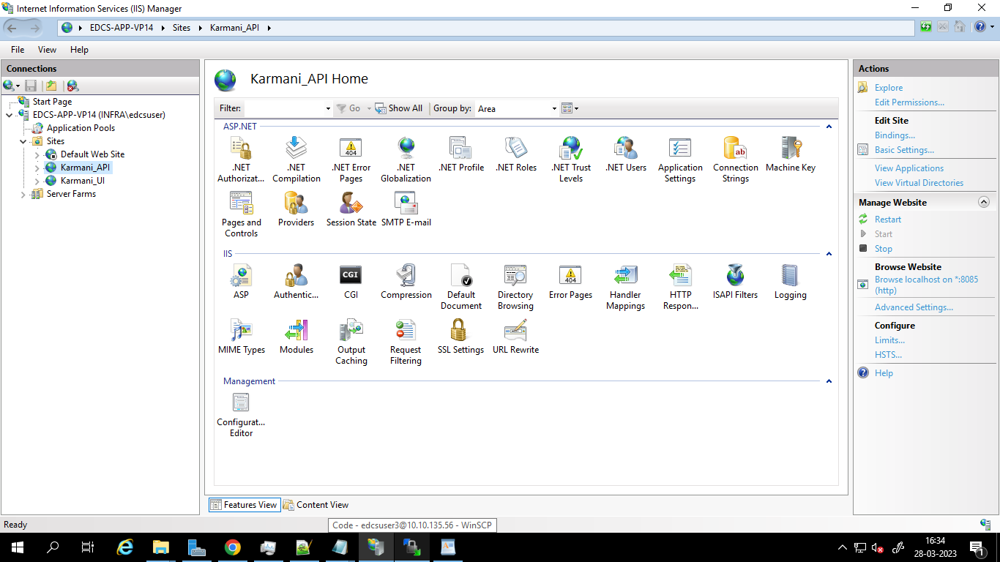 Internet Information Services (IIS) Manager
EDCS-APP-VP14 Sites Karmani_API
File View Help
Connections
Start Page
EDCS-APP-VP14 (INFRA\edcsuser)
Application Pools
Sites
Default Web Site
Karmani_API
Karmani_UI
Server Farms
Karmani_API Home
Filter: Go Show All Group by: Area
ASP.NET
.NET Authorizat...
.NET Compilation
.NET Error Pages
.NET Globalization
.NET Profile
.NET Roles
.NET Trust Levels
.NET Users
Application Settings
Connection Strings
Machine Key
Pages and Controls
Providers
Session State
SMTP E-mail
IIS
ASP
Authentic...
CGI
Compression
Default Document
Directory Browsing
Error Pages
Handler Mappings
HTTP Respon...
ISAPI Filters
Logging
MIME Types
Modules
Output Caching
Request Filtering
SSL Settings
URL Rewrite
Management
Configurat... Editor
Features View Content View
Actions
Explore
Edit Permissions...
Edit Site
Bindings...
Basic Settings...
View Applications
View Virtual Directories
Manage Website
Restart
Start
Stop
Browse Website
Browse localhost on *:8085
(http)
Advanced Settings...
Configure
Limits...
HSTS...
Help
Ready
Code - edcsuser3@10.10.135.56 - WinSCP
16:34
28-03-2023
1